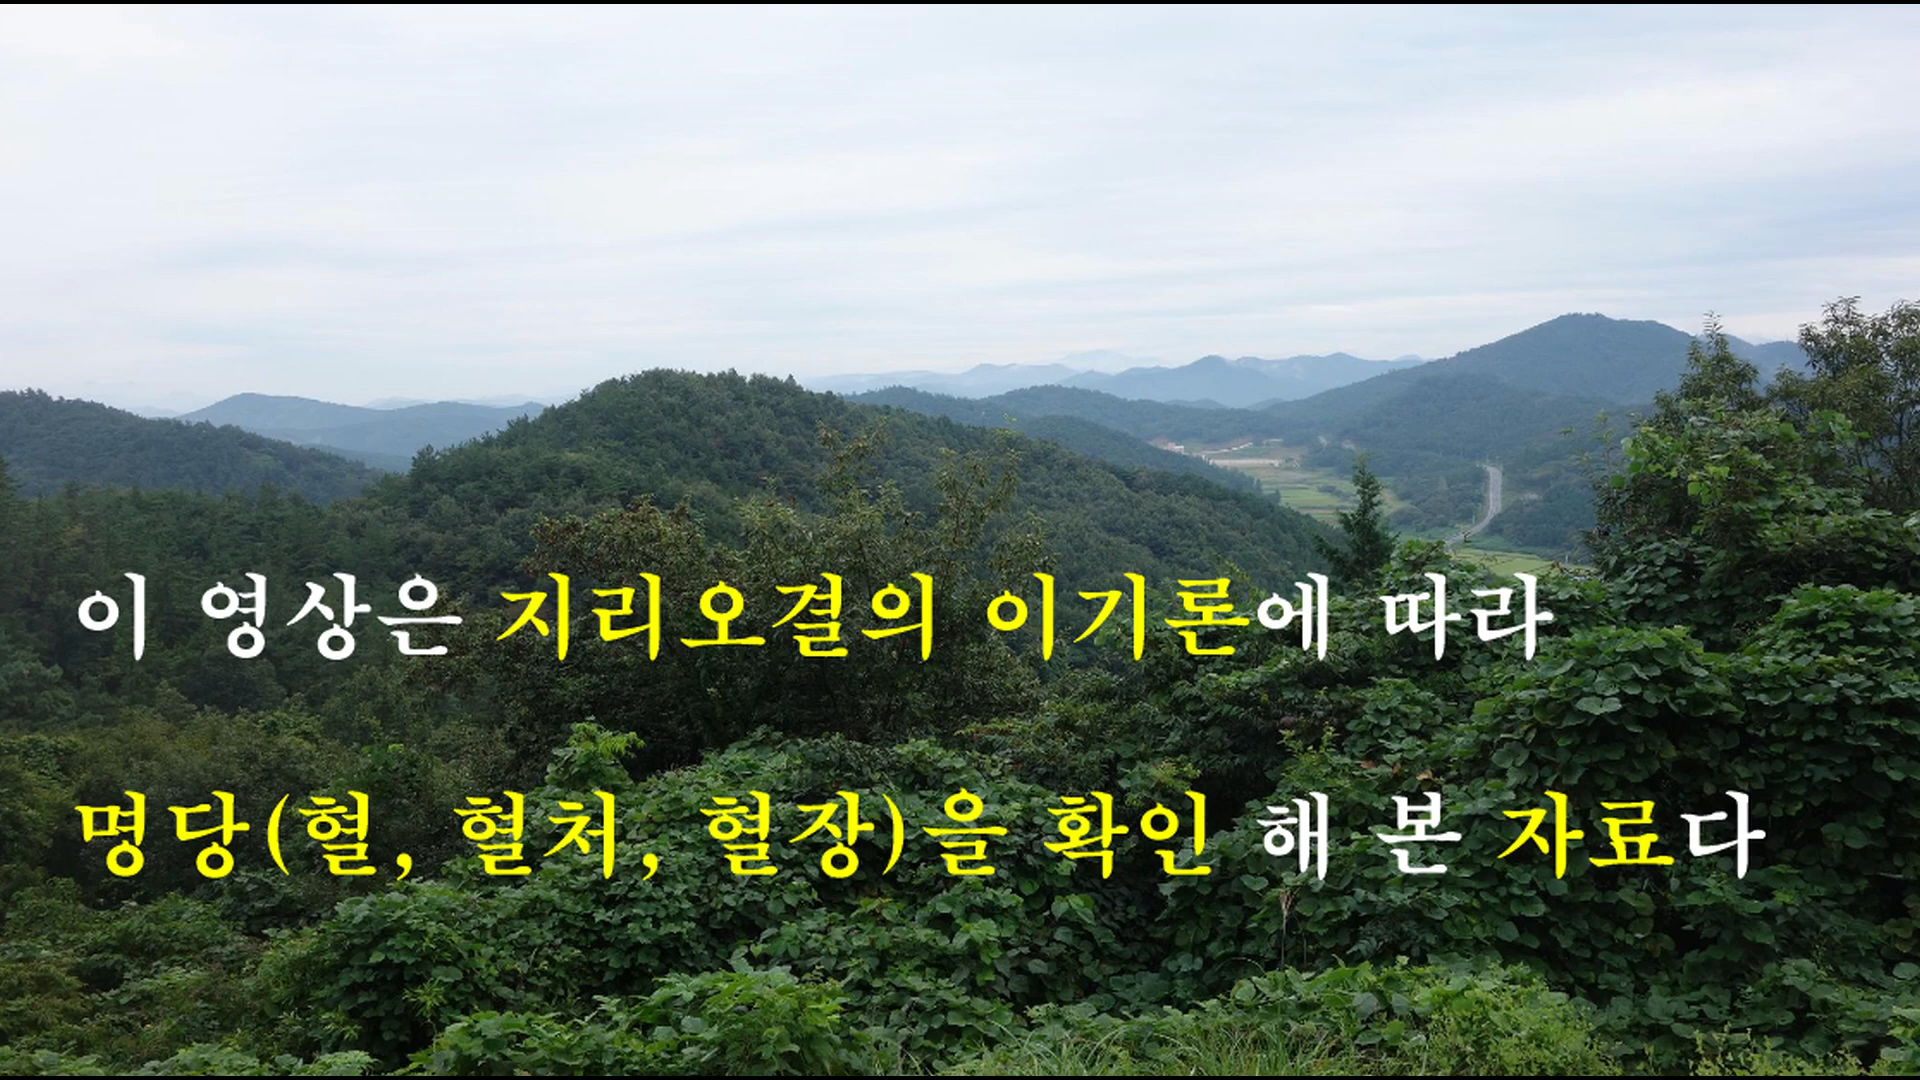 이 영상은 지리오결의 이기론에 따라
명당(혈, 혈처, 혈장)을 확인 해 본 자료다